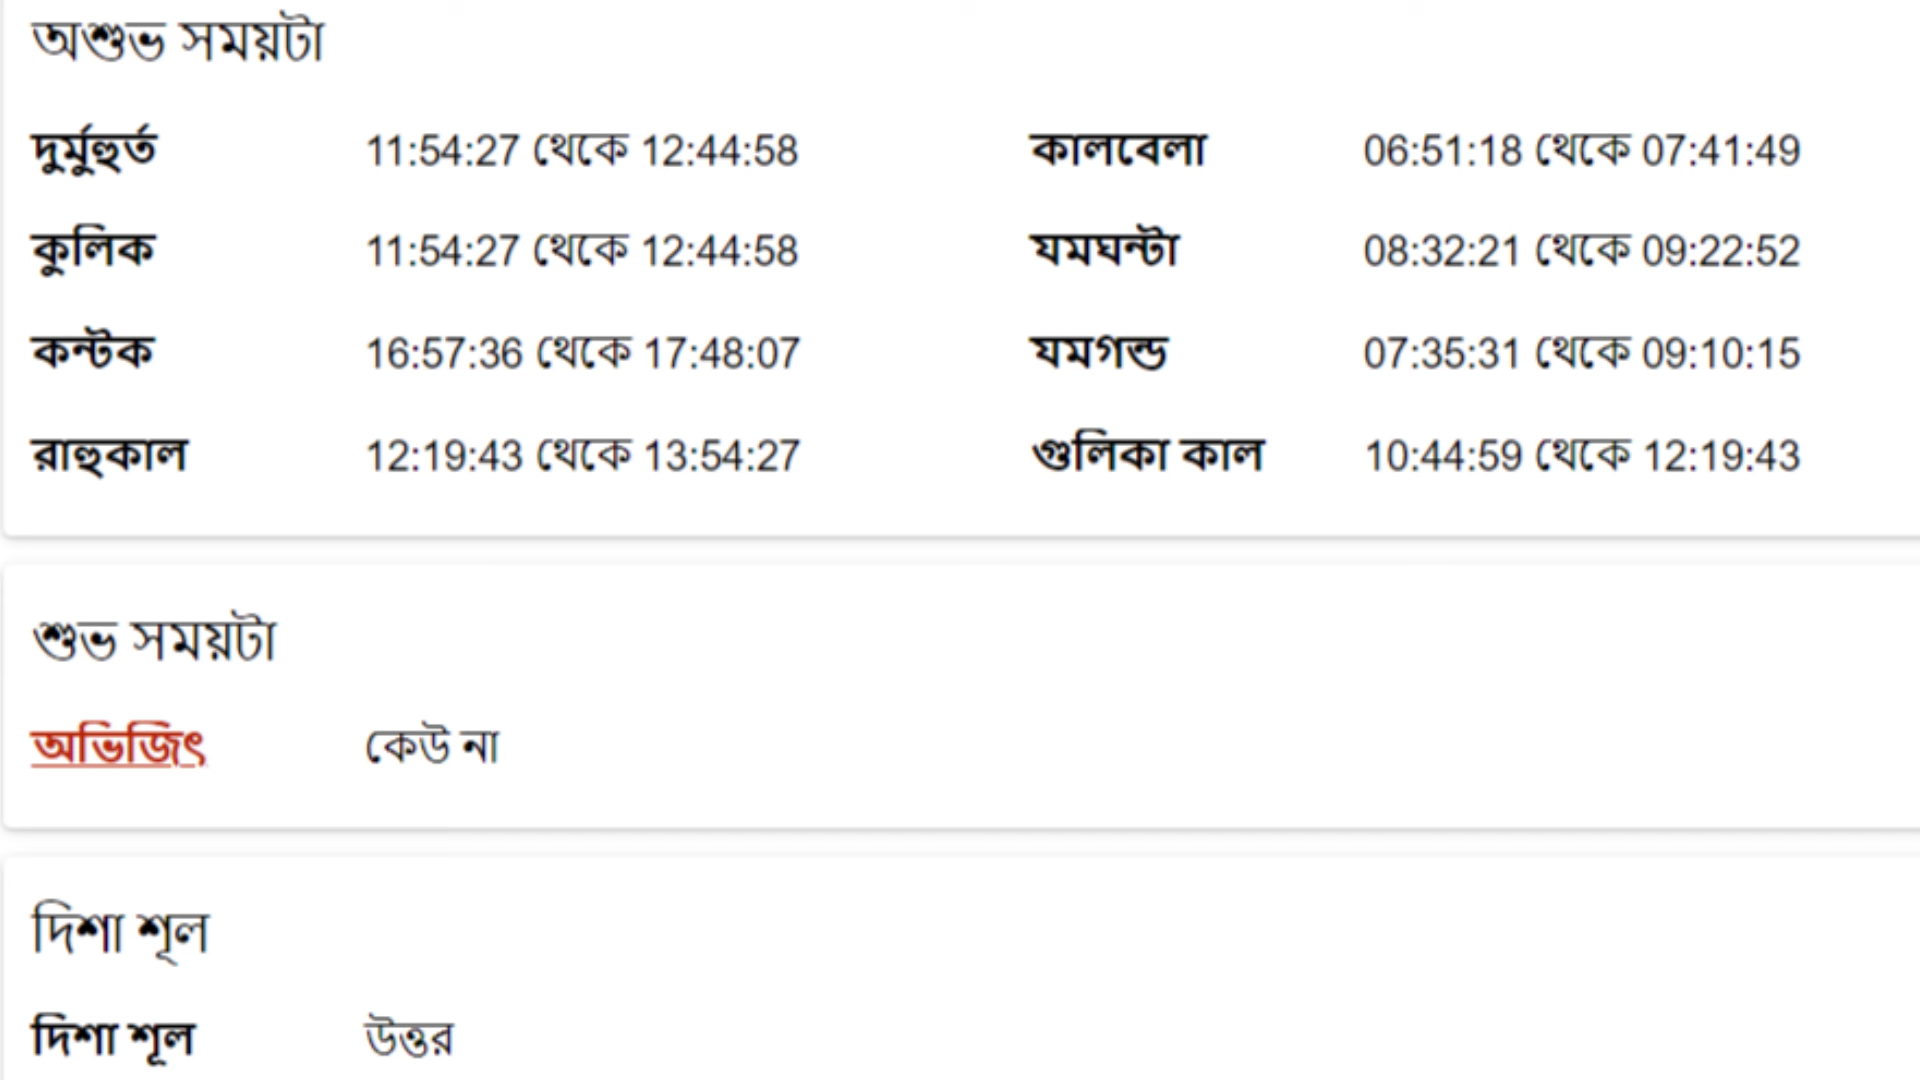 অশুভ সময়টা
দুর্মুহুর্ত 11:54:27 থেকে 12:44:58 কালবেলা 06:51:18 থেকে 07:41:49
কুলিক 11:54:27 থেকে 12:44:58 যমঘন্টা 08:32:21 থেকে 09:22:52
কন্টক 16:57:36 থেকে 17:48:07 যমগন্ড 07:35:31 থেকে 09:10:15
রাহুকাল 12:19:43 থেকে 13:54:27 গুলিকা কাল 10:44:59 থেকে 12:19:43
শুভ সময়টা
অভিজিৎ কেউ না
দিশা শূল
দিশা শূল উত্তর